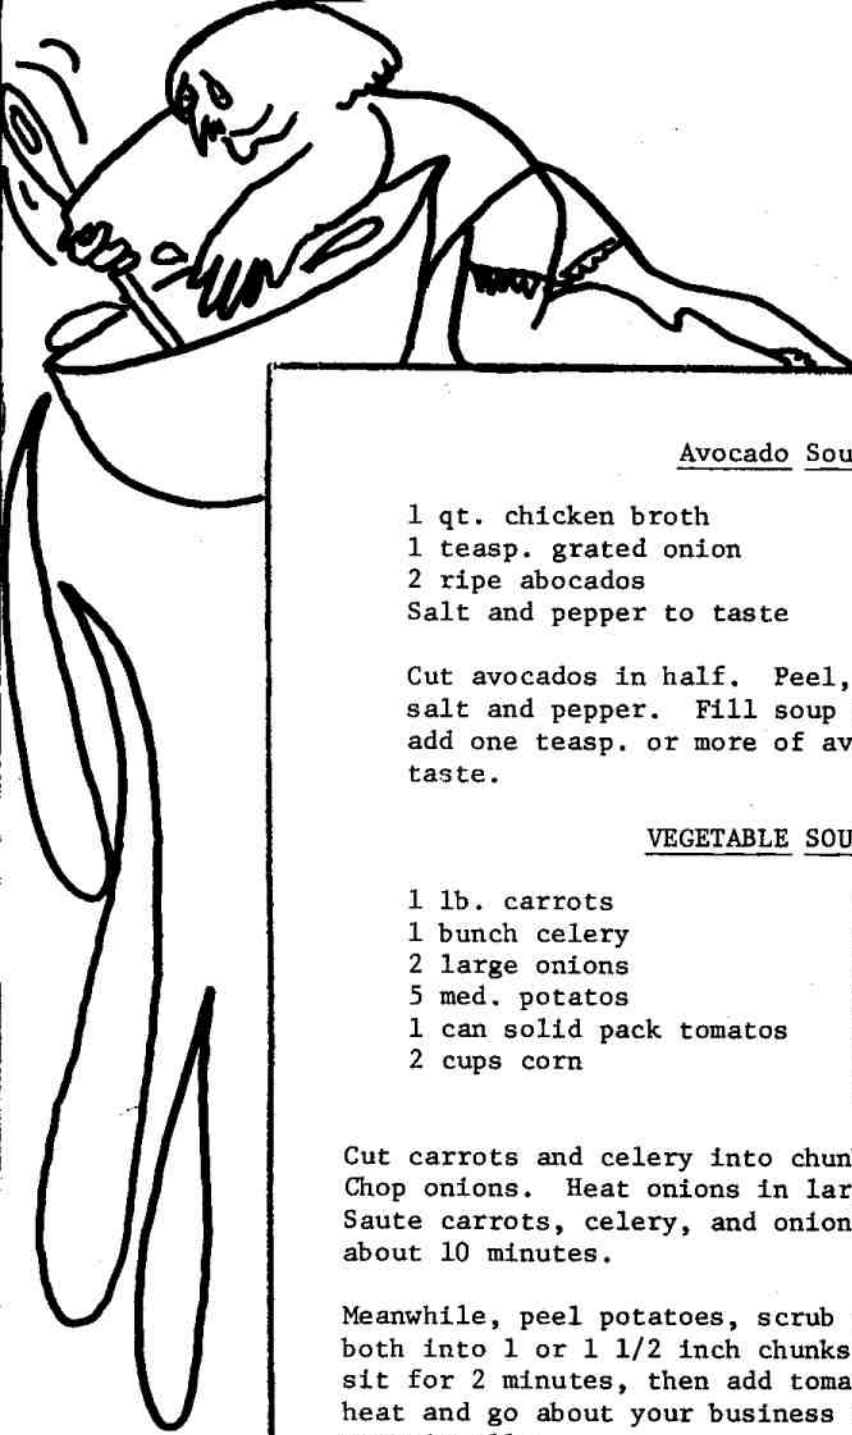 Avocado Sou
1 qt. chicken broth
1 teasp. grated onion
2 ripe abocados
Salt and pepper to taste
Cut avocados in half. Peel,
salt and pepper. Fill soup
add one teasp. or more of av
taste.
VEGETABLE SOU
1 lb. carrots
1 bunch celery
2 large onions
5 med. potatos
1 can solid pack tomatos
2 cups corn
Cut carrots and celery into chun
Chop onions. Heat onions in lar
Saute carrots, celery, and onion
about 10 minutes.
Meanwhile, peel potatoes, scrub
both into 1 or 1 1/2 inch chunks
sit for 2 minutes, then add toma
heat and go about your business